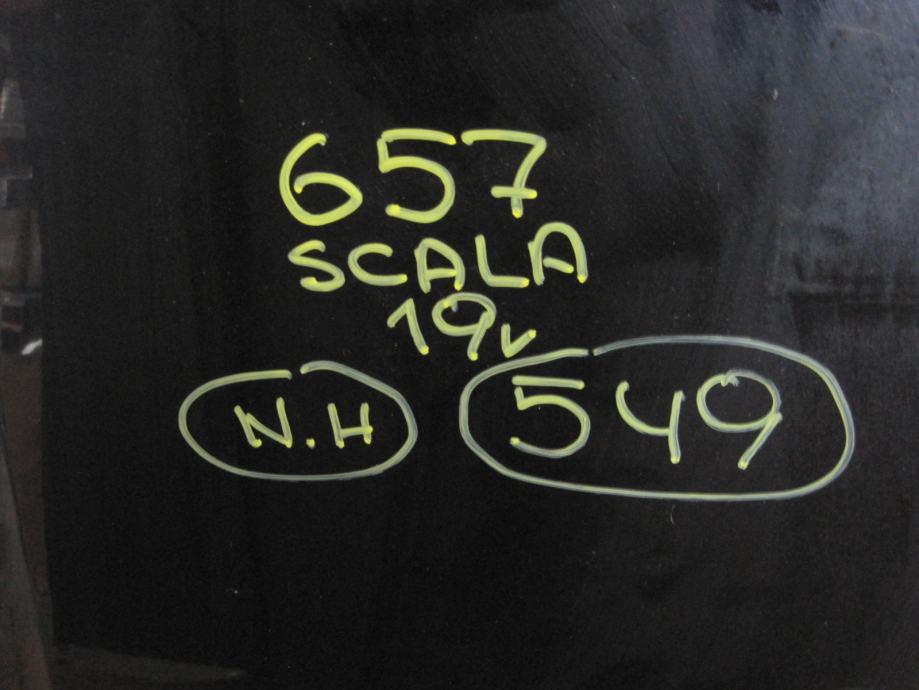 657
SCALA
19v
N.H 549